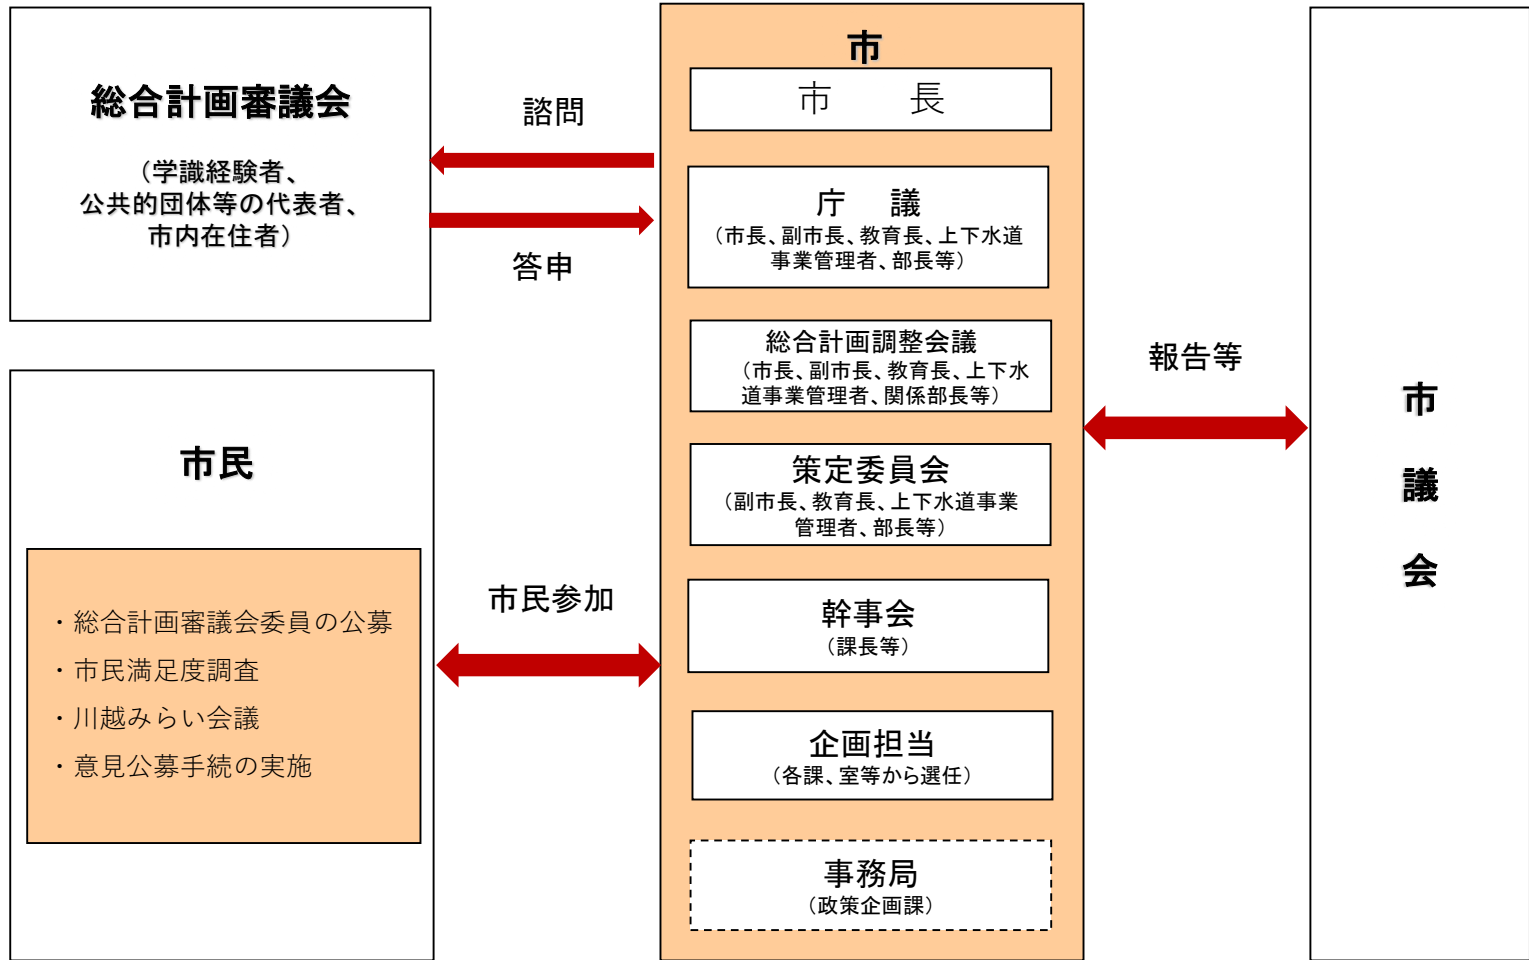 総合計画審議会
（学識経験者、
公共的団体等の代表者、
市内在住者）
諮問
答申
市民
・総合計画審議会委員の公募
・市民満足度調査
・川越みらい会議
・意見公募手続の実施
市民参加
市
市　長
庁　議
（市長、副市長、教育長、上下水道
事業管理者、部長等）
総合計画調整会議
（市長、副市長、教育長、上下水
道事業管理者、関係部長等）
策定委員会
（副市長、教育長、上下水道事業
管理者、部長等）
幹事会
（課長等）
企画担当
（各課、室等から選任）
事務局
（政策企画課）
報告等
市
議
会